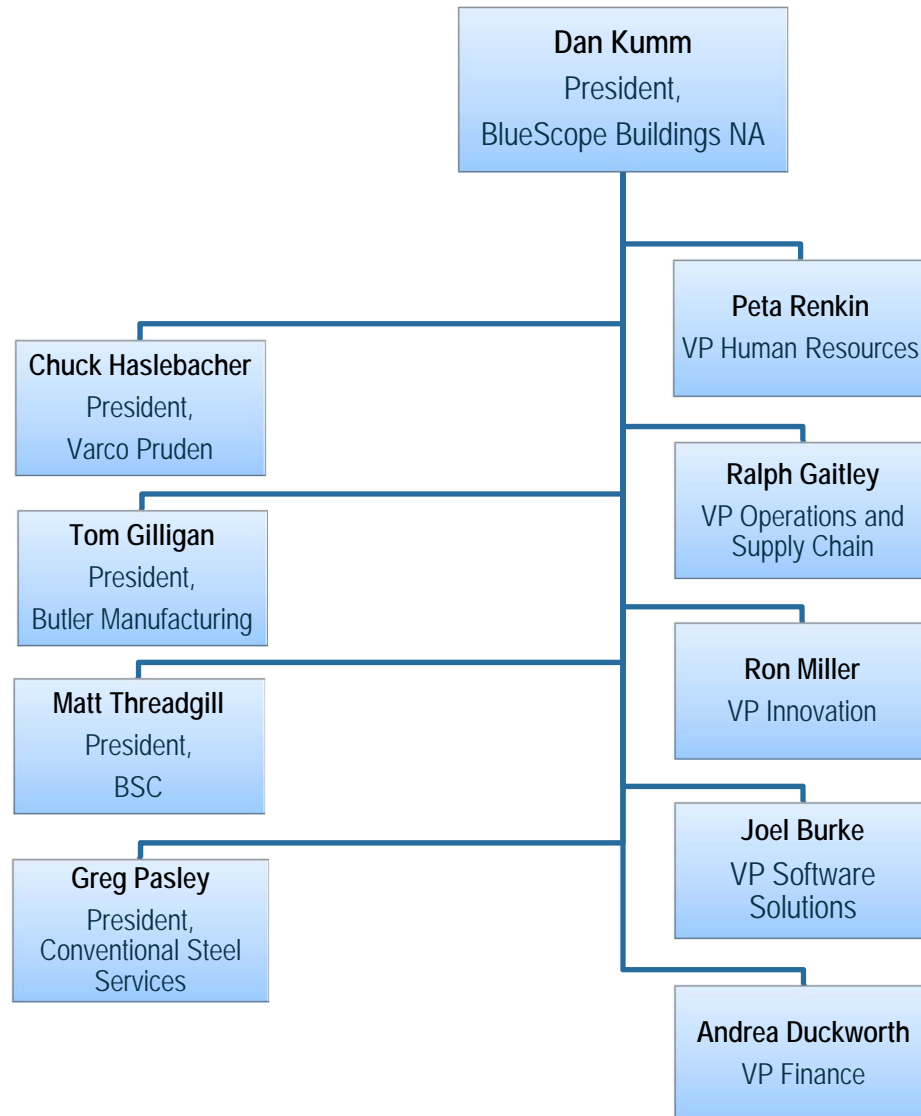 Dan Kumm
President,
BlueScope Buildings NA
Peta Renkin
VP Human Resources
Chuck Haslebacher
President,
Varco Pruden
Ralph Gaitley
VP Operations and
Supply Chain
Tom Gilligan
President,
Butler Manufacturing
Ron Miller
VP Innovation
Matt Threadgill
President,
BSC
Joel Burke
VP Software
Solutions
Greg Pasley
President,
Conventional Steel
Services
Andrea Duckworth
VP Finance